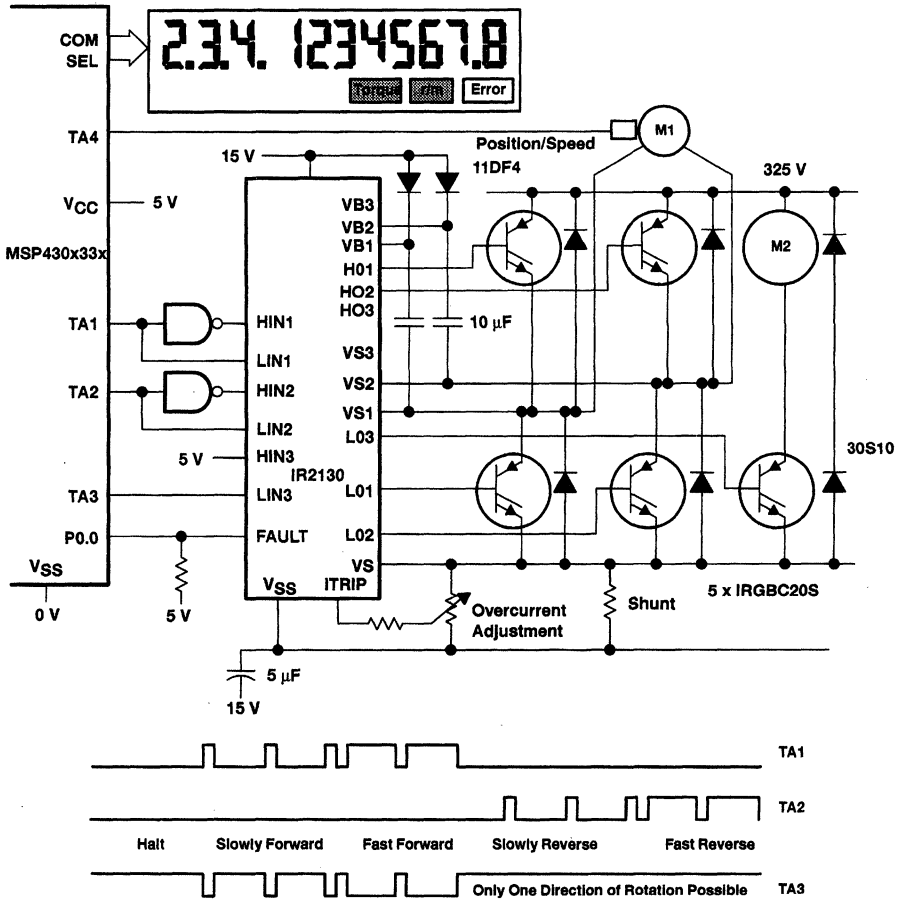 COM
SEL
2.3.4. 1234567.8
Torque r/m Error
TA4
Position/Speed
M1
15 V
11DF4
325 V
VCC
5 V
MSP430x33x
VB3
VB2
VB1
H01
HO2
HO3
M2
10 µF
TA1
HIN1
LIN1
VS3
VS2
TA2
HIN2
VS1
LIN2
L03
5 V
HIN3
IR2130
30S10
TA3
LIN3
L01
P0.0
FAULT
L02
VSS
VS
0 V
5 V
VSS
ITRIP
5 x IRGBC20S
Overcurrent
Adjustment
Shunt
5 µF
15 V
TA1
TA2
Halt Slowly Forward Fast Forward Slowly Reverse Fast Reverse
Only One Direction of Rotation Possible
TA3